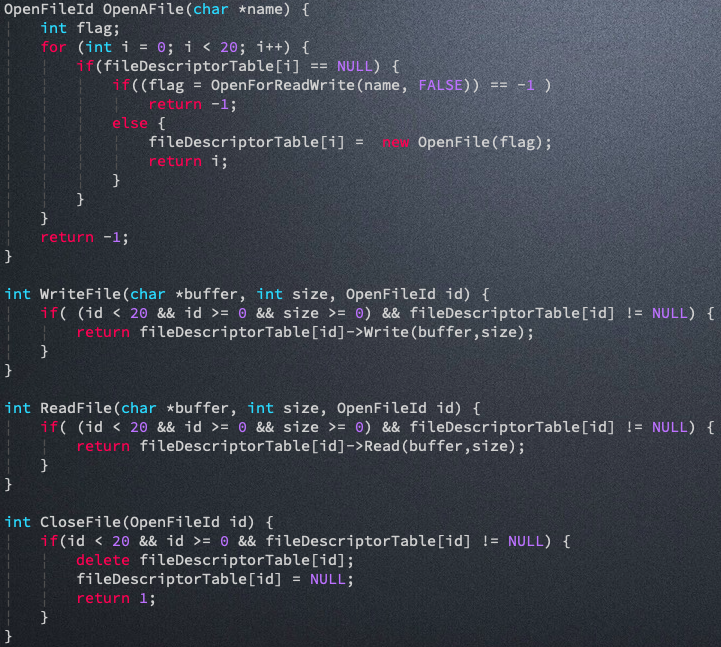 OpenFileId OpenAFile(char *name) {
    int flag;
    for (int i = 0; i < 20; i++) {
        if(fileDescriptorTable[i] == NULL) {
            if((flag = OpenForReadWrite(name, FALSE)) == -1 )
                return -1;
            else {
                fileDescriptorTable[i] =  new OpenFile(flag);
                return i;
            }
        }
    }
    return -1;
}

int WriteFile(char *buffer, int size, OpenFileId id) {
    if( (id < 20 && id >= 0 && size >= 0) && fileDescriptorTable[id] != NULL) {
        return fileDescriptorTable[id]->Write(buffer,size);
    }
}

int ReadFile(char *buffer, int size, OpenFileId id) {
    if( (id < 20 && id >= 0 && size >= 0) && fileDescriptorTable[id] != NULL) {
        return fileDescriptorTable[id]->Read(buffer,size);
    }
}

int CloseFile(OpenFileId id) {
    if(id < 20 && id >= 0 && fileDescriptorTable[id] != NULL) {
        delete fileDescriptorTable[id];
        fileDescriptorTable[id] = NULL;
        return 1;
    }
}